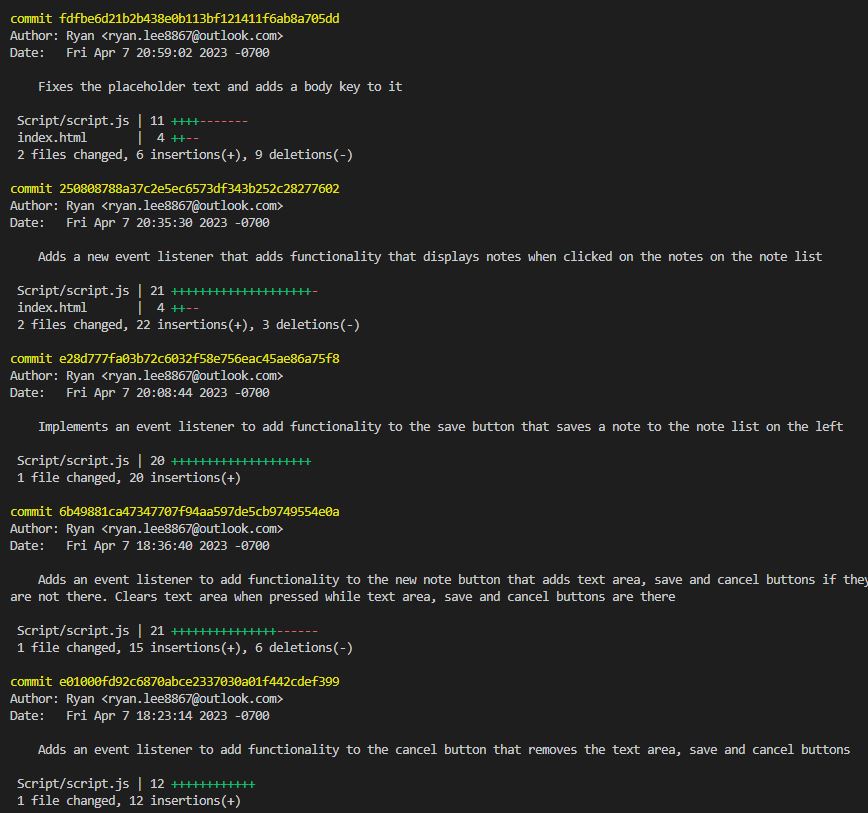 commit fdfbe6d21b2b438e0b113bf121411f6ab8a705dd
Author: Ryan <ryan.lee8867@outlook.com>
Date:   Fri Apr 7 20:59:02 2023 -0700
    Fixes the placeholder text and adds a body key to it
 Script/script.js | 11 ++++-------
 index.html       |  4 ++--
 2 files changed, 6 insertions(+), 9 deletions(-)
commit 250808788a37c2e5ec6573df343b252c28277602
Author: Ryan <ryan.lee8867@outlook.com>
Date:   Fri Apr 7 20:35:30 2023 -0700
    Adds a new event listener that adds functionality that displays notes when clicked on the notes on the note list
 Script/script.js | 21 ++++++++++++++++++++-
 index.html       |  4 ++--
 2 files changed, 22 insertions(+), 3 deletions(-)
commit e28d777fa03b72c6032f58e756eac45ae86a75f8
Author: Ryan <ryan.lee8867@outlook.com>
Date:   Fri Apr 7 20:08:44 2023 -0700
    Implements an event listener to add functionality to the save button that saves a note to the note list on the left
 Script/script.js | 20 ++++++++++++++++++++
 1 file changed, 20 insertions(+)
commit 6b49881ca47347707f94aa597de5cb9749554e0a
Author: Ryan <ryan.lee8867@outlook.com>
Date:   Fri Apr 7 18:36:40 2023 -0700
    Adds an event listener to add functionality to the new note button that adds text area, save and cancel buttons if they
are not there. Clears text area when pressed while text area, save and cancel buttons are there
 Script/script.js | 21 +++++++++++++++------
 1 file changed, 15 insertions(+), 6 deletions(-)
commit e01000fd92c6870abce2337030a01f442cdef399
Author: Ryan <ryan.lee8867@outlook.com>
Date:   Fri Apr 7 18:23:14 2023 -0700
    Adds an event listener to add functionality to the cancel button that removes the text area, save and cancel buttons
 Script/script.js | 12 ++++++++++++
 1 file changed, 12 insertions(+)